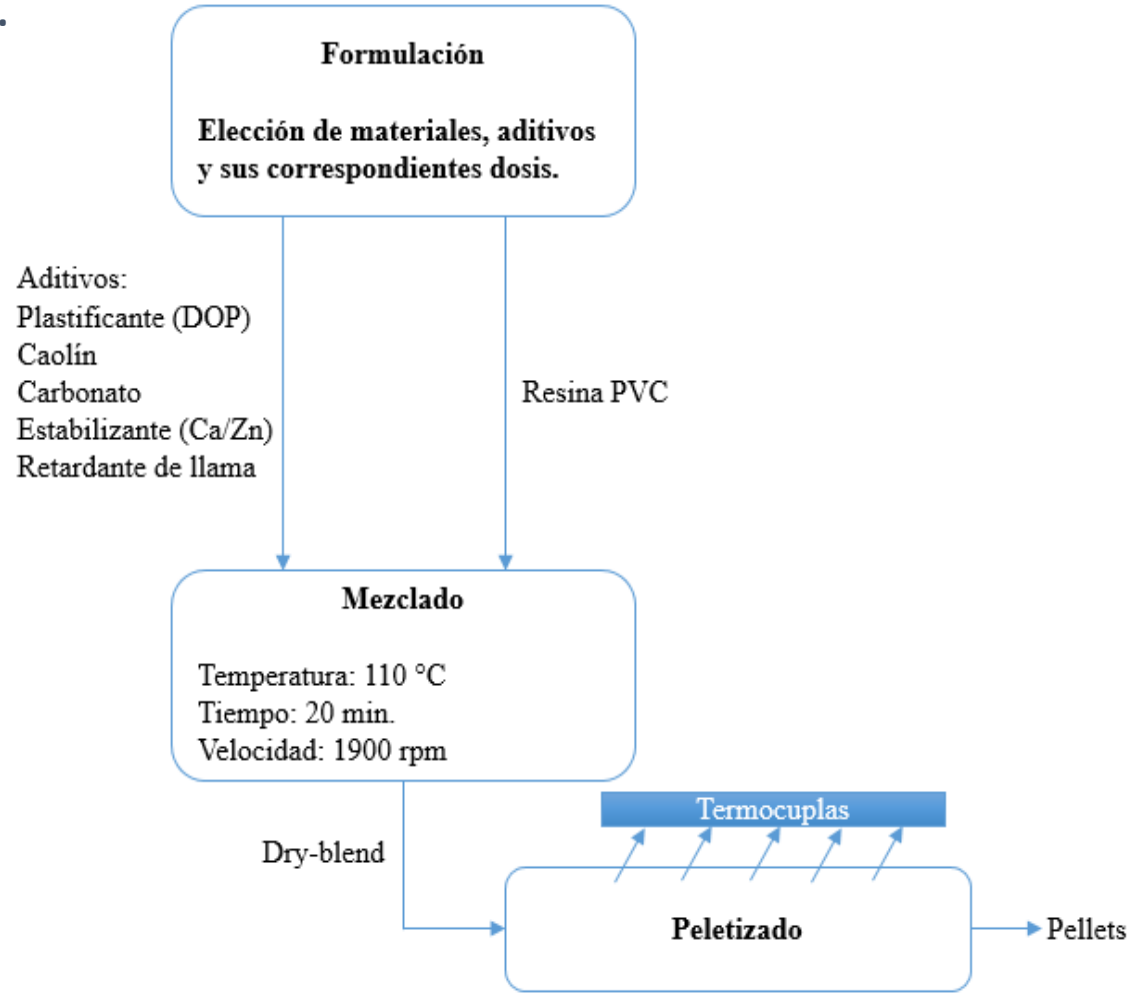 Formulación
Elección de materiales, aditivos
y sus correspondientes dosis.
Aditivos:
Plastificante (DOP)
Caolín
Carbonato
Estabilizante (Ca/Zn)
Retardante de llama
Resina PVC
Mezclado
Temperatura: 110 °C
Tiempo: 20 min.
Velocidad: 1900 rpm
Termocuplas
Dry-blend
Peletizado
Pellets